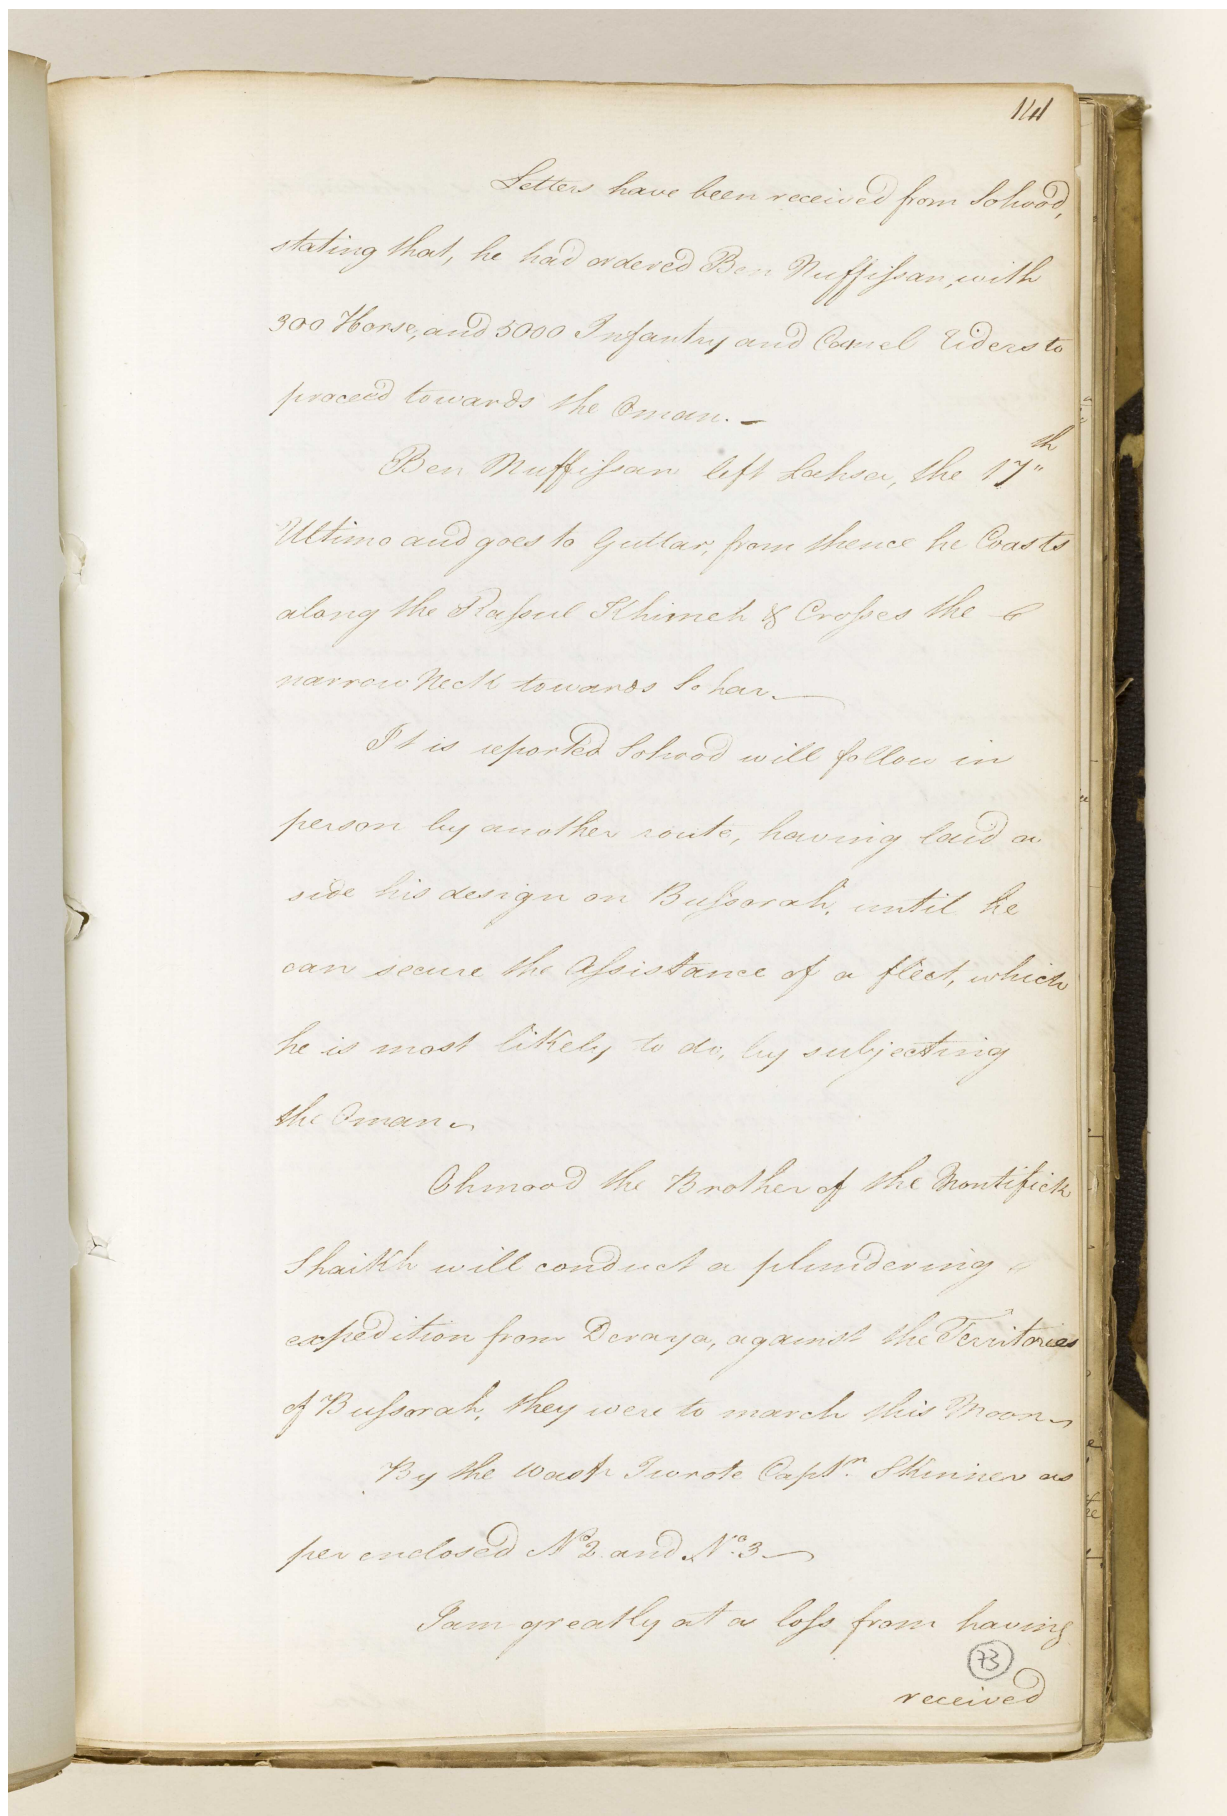 141
Letters have been received from Sohood,
stating that, he had ordered Ben Muffissan, with
300 Horse, and 5000 Infantry and Camel riders to
proceed towards the Oman. –
Ben Muffissan left Lahsa, the 17th
Ultimo and goes to Guttar, from thence he Coasts
along the Rassul Khimeh & Crosses the
narrow Neck towards Sohar. –
It is reported Sohood will follow in
person by another route, having laid a
side his design on Bussorah, until he
can secure the Assistance of a fleet, which
he is most likely to do, by subjecting
the Oman
Ohmood the Brother of the Montifick
Shaikh will conduct a plundering
expedition from Deraya, against the Territories
of Bussorah, they were to march this Moon
By the I wrote Captn. Skinner as
per enclosed No. 2 and No. 3
I am greatly at a loss from having
73
received